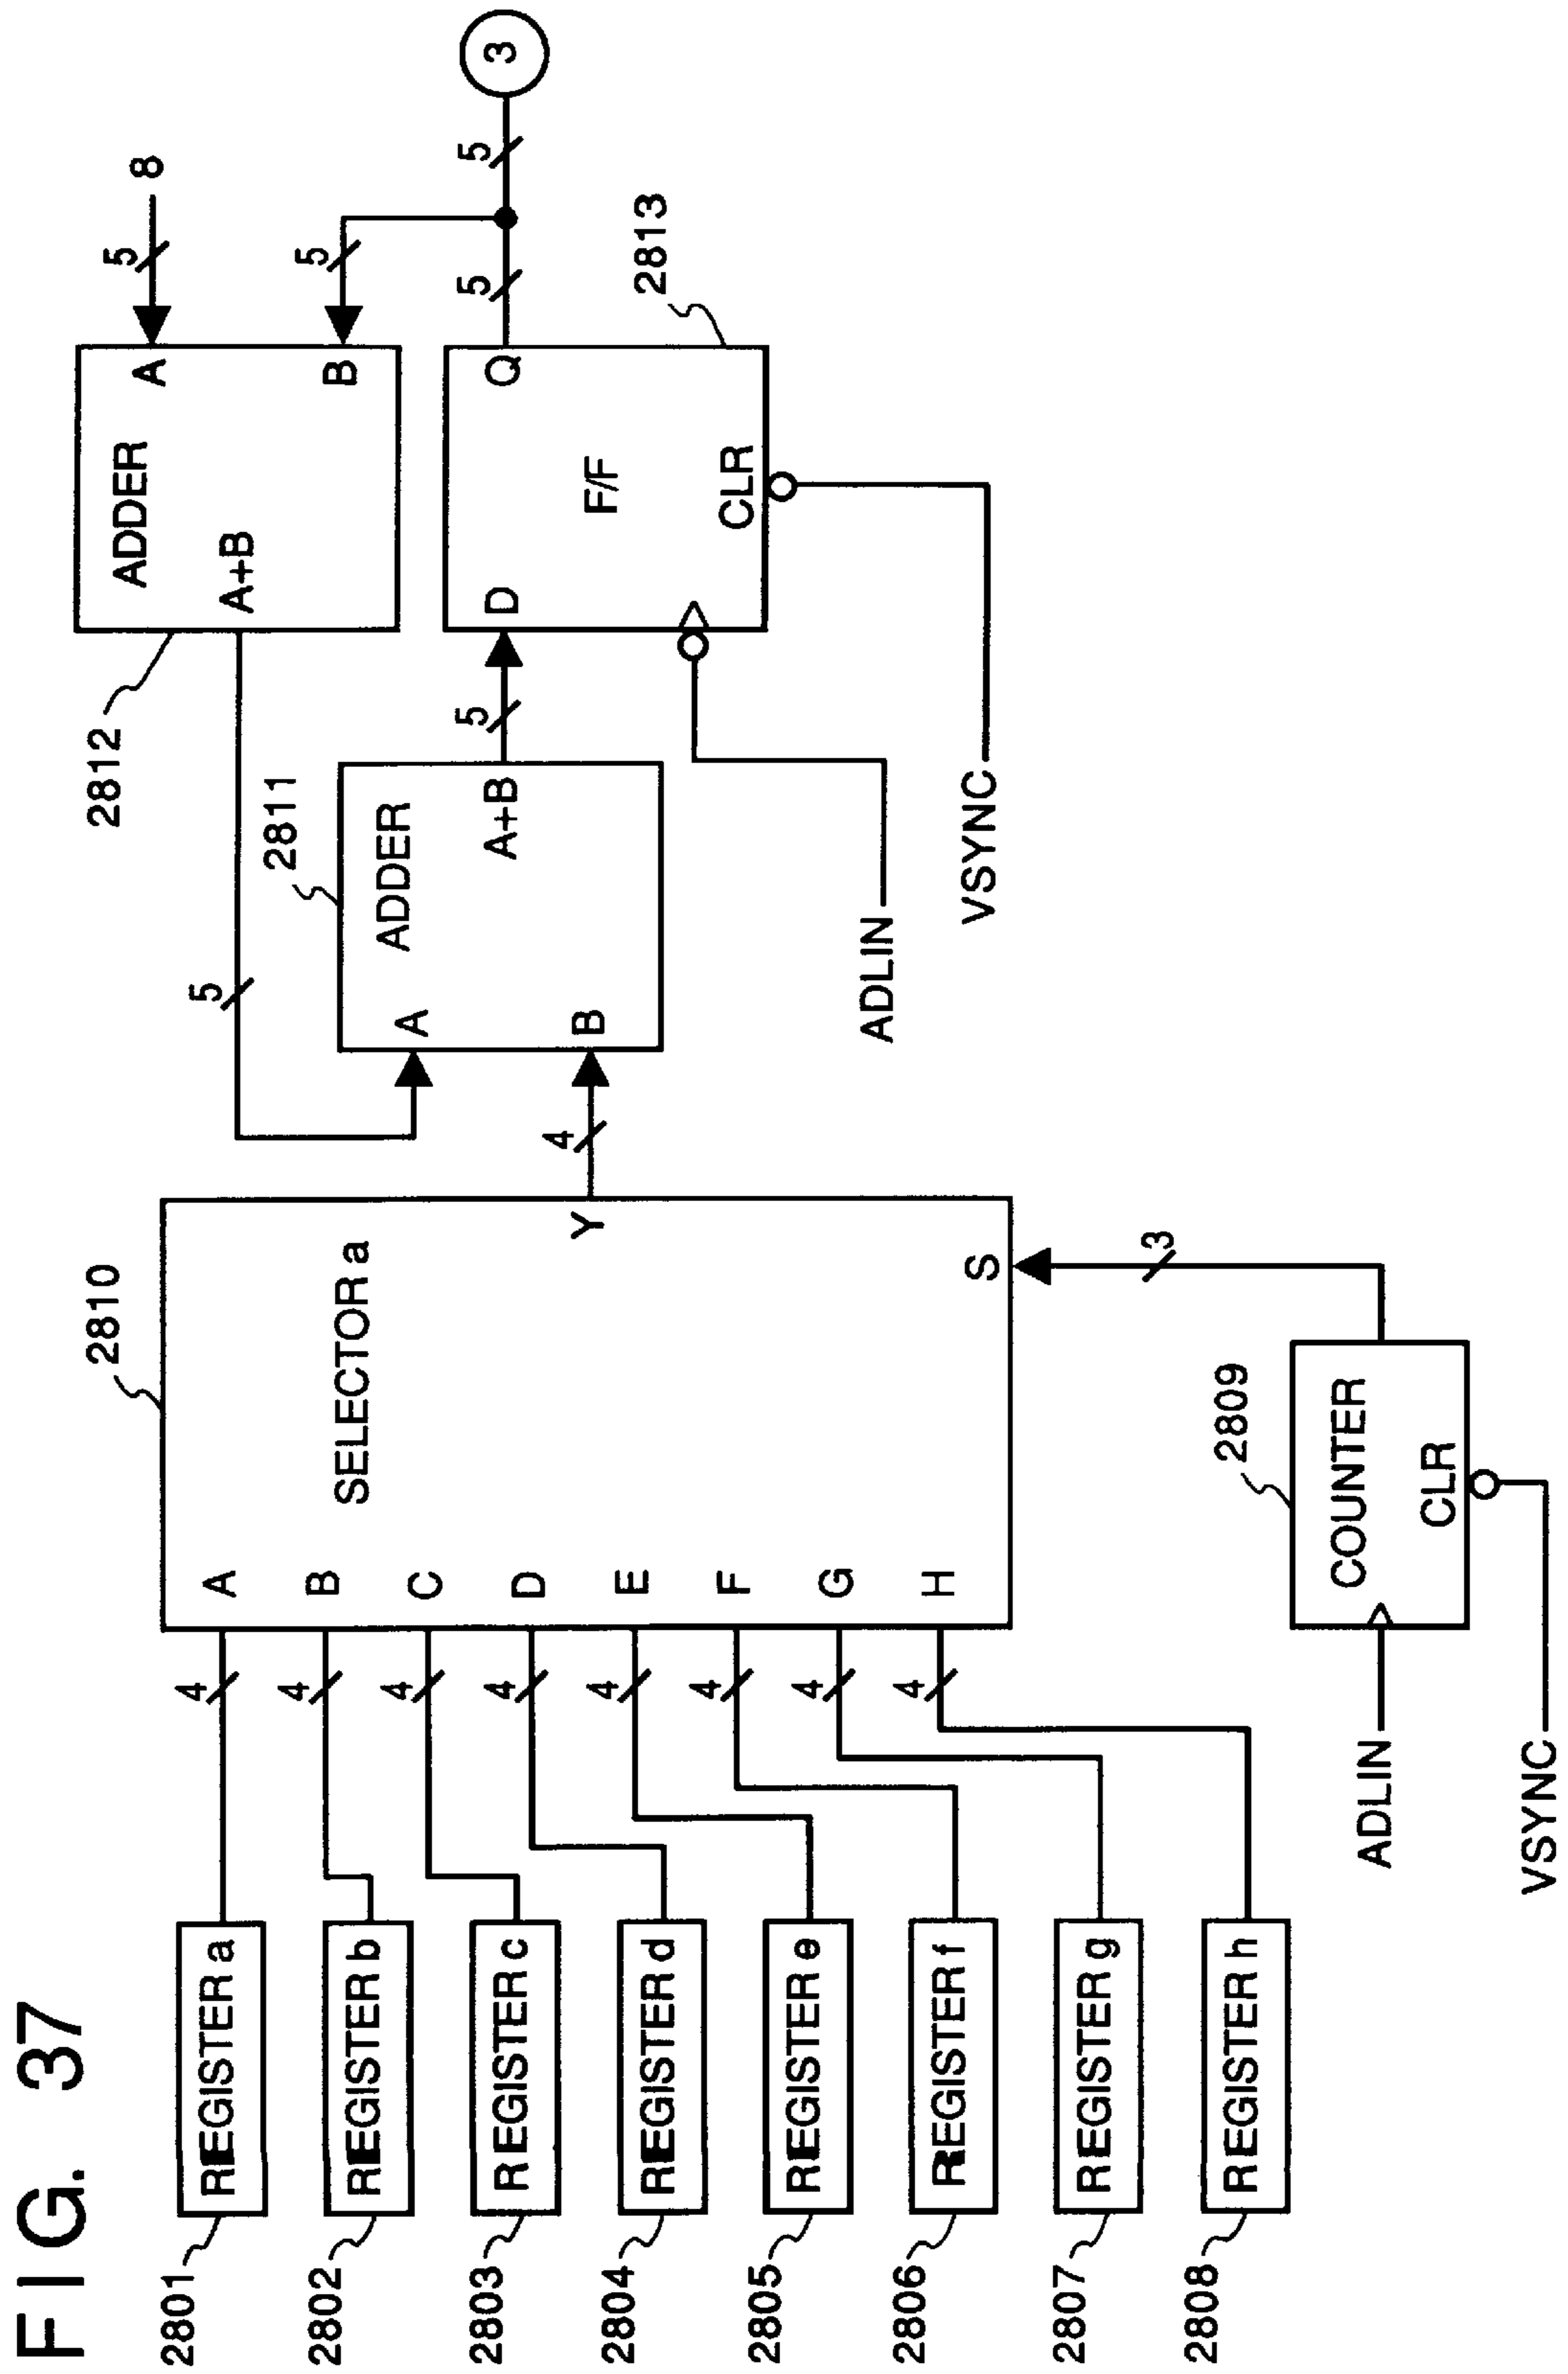 FIG. 37
2801
REGISTER a
4
A
2802
REGISTER b
4
B
2803
REGISTER c
4
C
2804
REGISTER d
4
D
2805
REGISTER e
4
E
2806
REGISTER f
4
F
2807
REGISTER g
4
G
2808
REGISTER h
4
H
2810
SELECTOR a
Y
S
3
2809
COUNTER
CLR
ADLIN
VSYNC
4
5
2811
ADDER
A
B
A+B
5
2812
ADDER
A+B
A
B
5
8
5
2813
D
F/F
Q
CLR
ADLIN
VSYNC
5
5
3